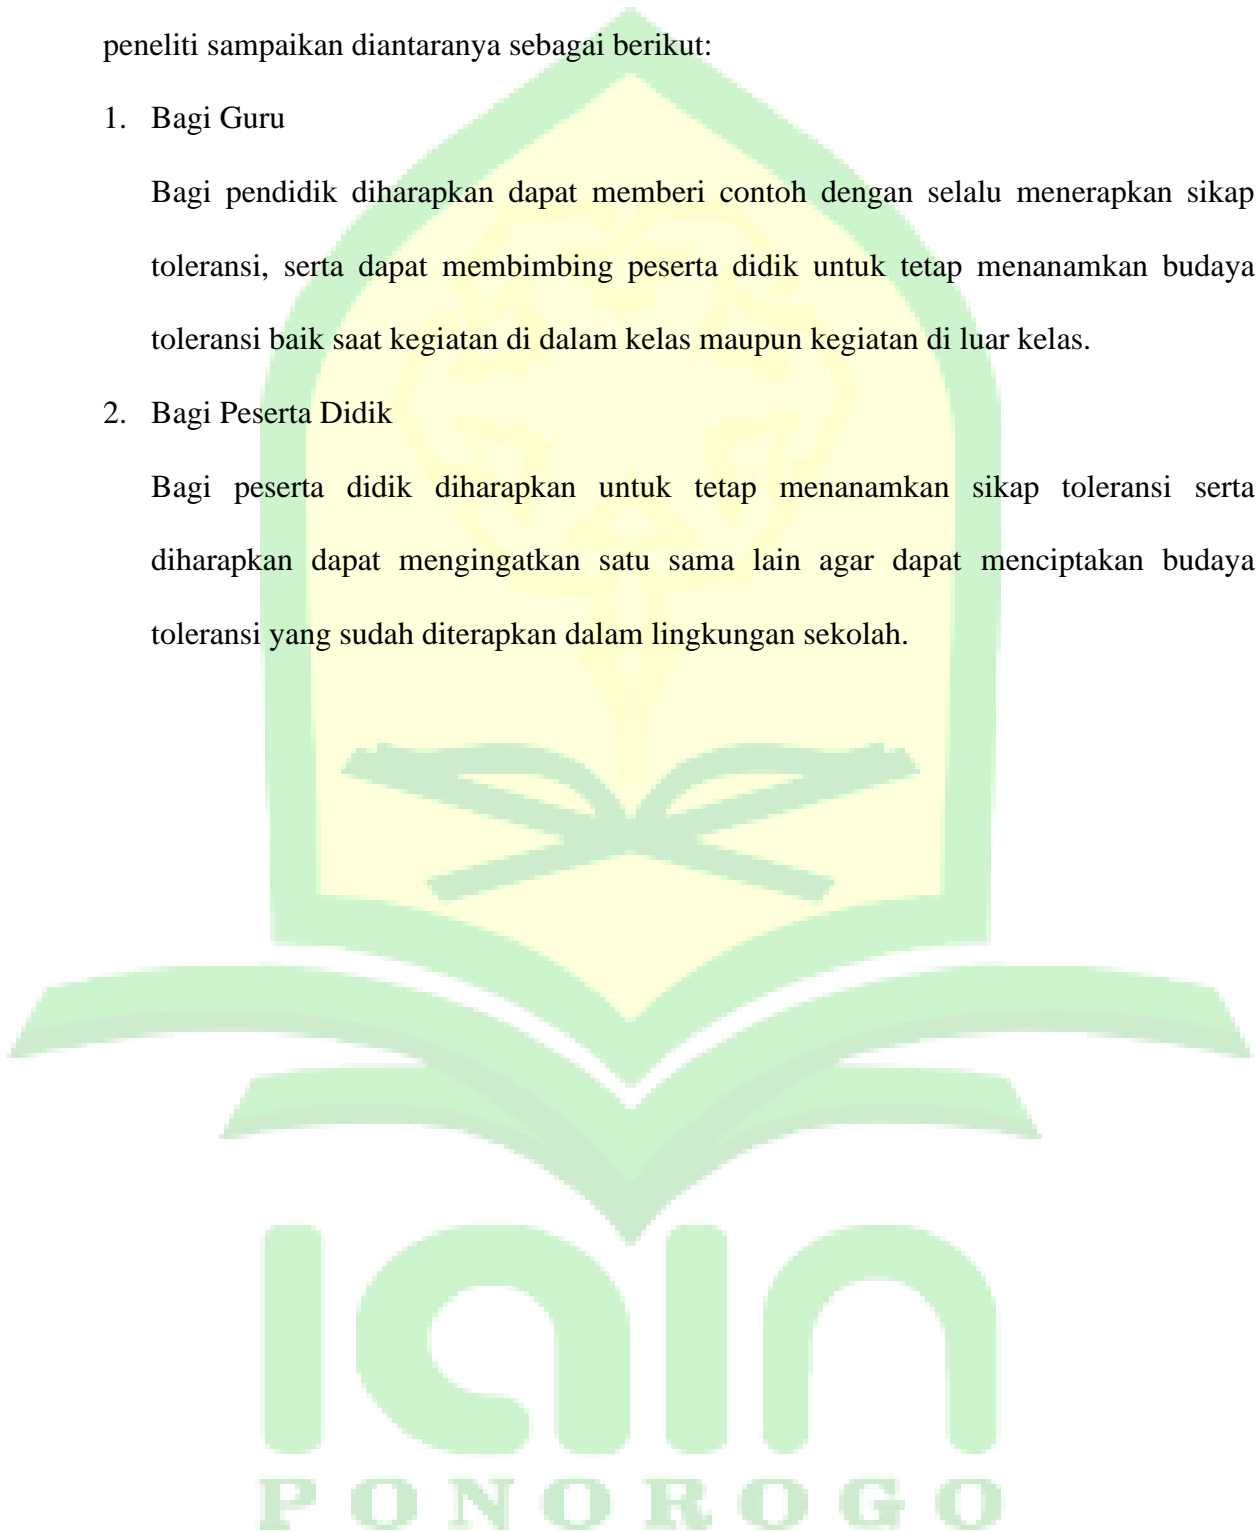 peneliti sampaikan diantaranya sebagai berikut:
1. Bagi Guru
Bagi pendidik diharapkan dapat memberi contoh dengan selalu menerapkan sikap
toleransi, serta dapat membimbing peserta didik untuk tetap menanamkan budaya
toleransi baik saat kegiatan di dalam kelas maupun kegiatan di luar kelas.
2. Bagi Peserta Didik
Bagi peserta didik diharapkan untuk tetap menanamkan sikap toleransi serta
diharapkan dapat mengingatkan satu sama lain agar dapat menciptakan budaya
toleransi yang sudah diterapkan dalam lingkungan sekolah.
iain
PONOROGO